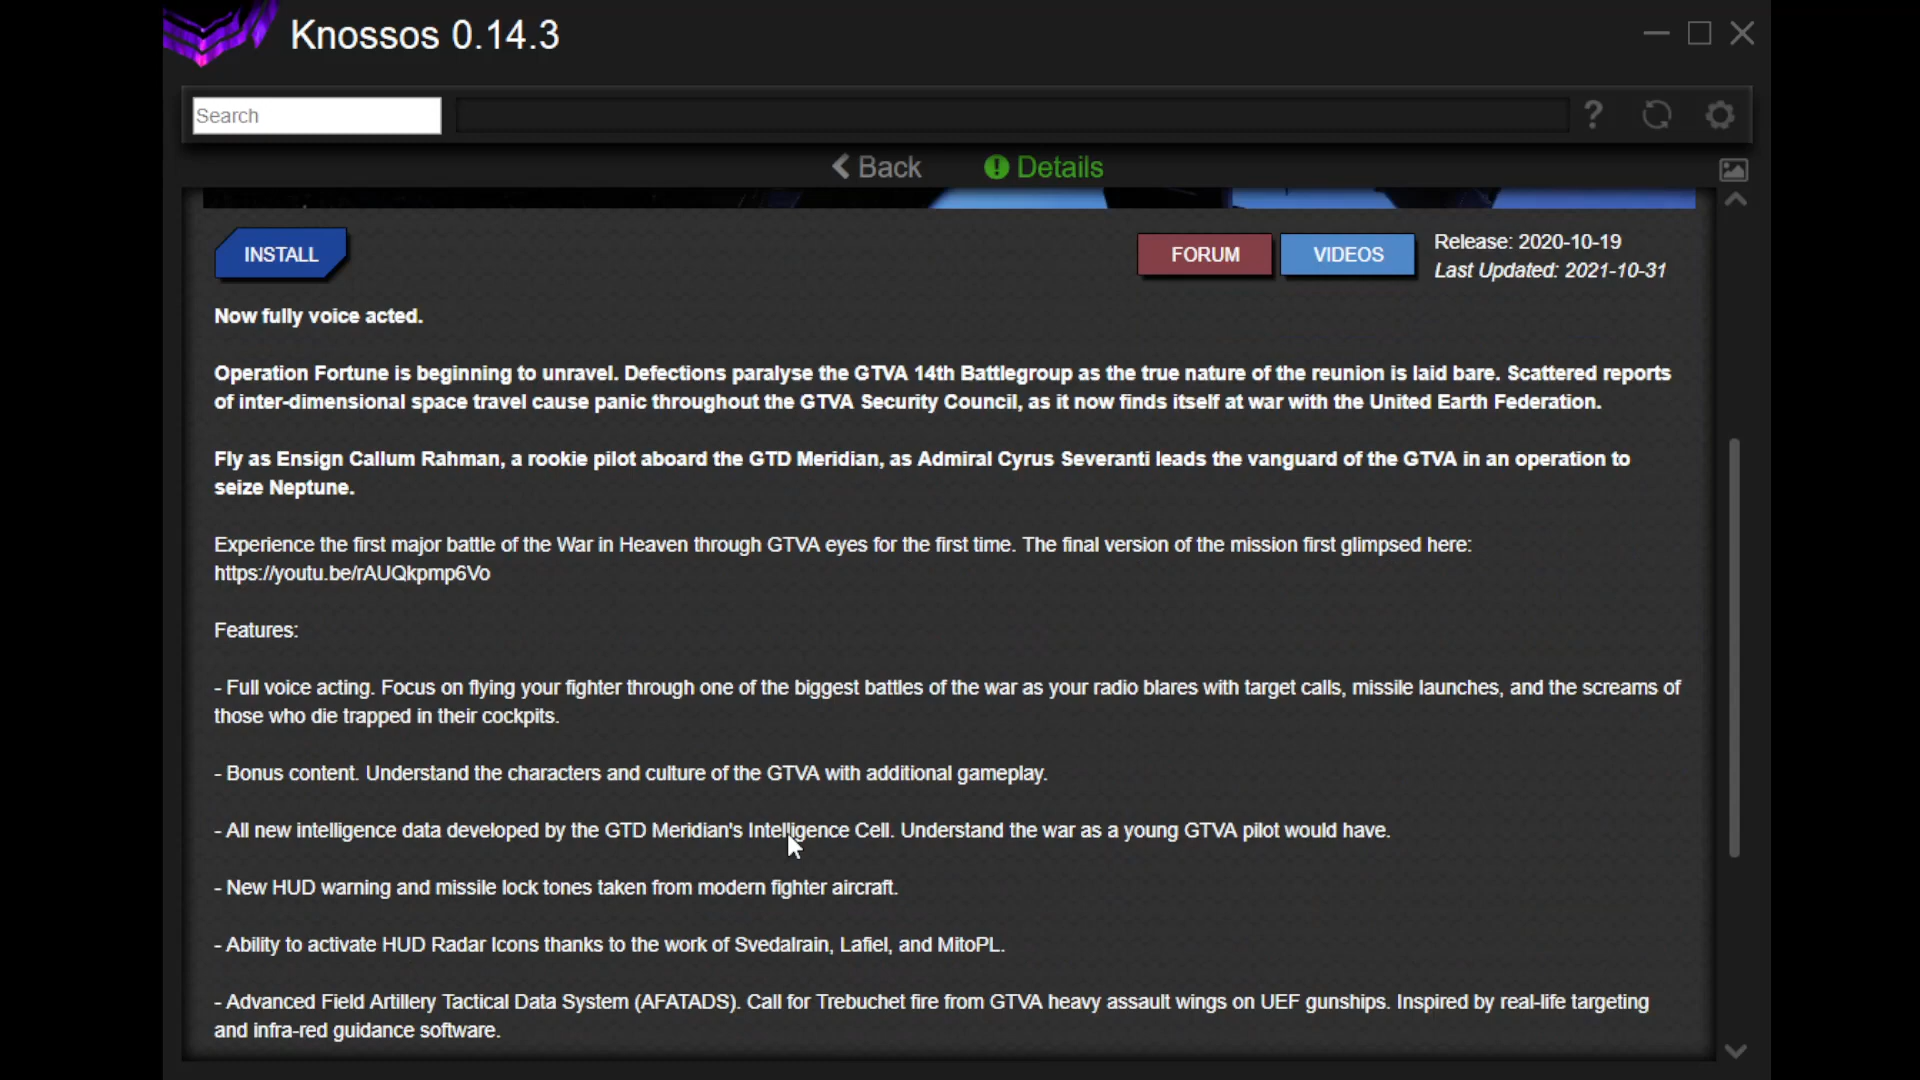 Knossos 0.14.3
Search
?
Back
Details
INSTALL
FORUM
VIDEOS
Release: 2020-10-19
Last Updated: 2021-10-31
Now fully voice acted.
Operation Fortune is beginning to unravel. Defections paralyse the GTVA 14th Battlegroup as the true nature of the reunion is laid bare. Scattered reports
of inter-dimensional space travel cause panic throughout the GTVA Security Council, as it now finds itself at war with the United Earth Federation.
Fly as Ensign Callum Rahman, a rookie pilot aboard the GTD Meridian, as Admiral Cyrus Severanti leads the vanguard of the GTVA in an operation to
seize Neptune.
Experience the first major battle of the War in Heaven through GTVA eyes for the first time. The final version of the mission first glimpsed here:
https://youtu.be/rAUQkpmp6Vo
Features:
- Full voice acting. Focus on flying your fighter through one of the biggest battles of the war as your radio blares with target calls, missile launches, and the screams of
those who die trapped in their cockpits.
- Bonus content. Understand the characters and culture of the GTVA with additional gameplay.
- All new intelligence data developed by the GTD Meridian's Intelligence Cell. Understand the war as a young GTVA pilot would have.
- New HUD warning and missile lock tones taken from modern fighter aircraft.
- Ability to activate HUD Radar Icons thanks to the work of Svedalrain, Lafiel, and MitoPL.
- Advanced Field Artillery Tactical Data System (AFATADS). Call for Trebuchet fire from GTVA heavy assault wings on UEF gunships. Inspired by real-life targeting
and infra-red guidance software.